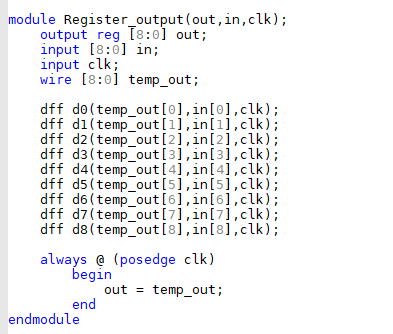 module Register_output(out,in,clk);
    output reg [8:0] out;
    input [8:0] in;
    input clk;
    wire [8:0] temp_out;

    dff d0(temp_out[0],in[0],clk);
    dff d1(temp_out[1],in[1],clk);
    dff d2(temp_out[2],in[2],clk);
    dff d3(temp_out[3],in[3],clk);
    dff d4(temp_out[4],in[4],clk);
    dff d5(temp_out[5],in[5],clk);
    dff d6(temp_out[6],in[6],clk);
    dff d7(temp_out[7],in[7],clk);
    dff d8(temp_out[8],in[8],clk);

    always @ (posedge clk)
        begin
            out = temp_out;
        end
endmodule